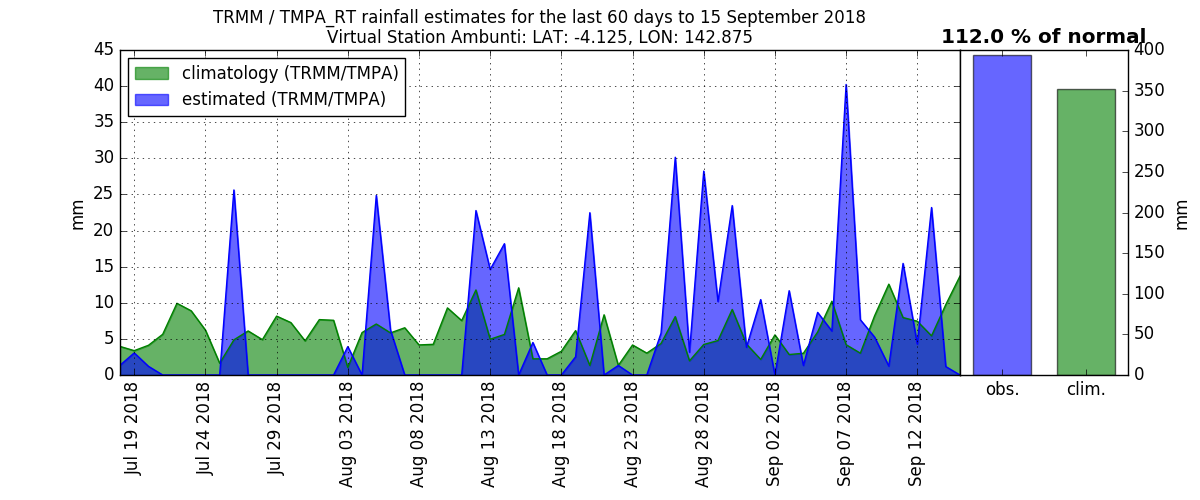 TRMM / TMPA_RT rainfall estimates for the last 60 days to 15 September 2018
Virtual Station Ambunti: LAT: -4.125, LON: 142.875
112.0 % of normal
climatology (TRMM/TMPA)
estimated (TRMM/TMPA)
45
40
35
30
25
20
15
10
5
0
mm
Jul 19 2018
Jul 24 2018
Jul 29 2018
Aug 03 2018
Aug 08 2018
Aug 13 2018
Aug 18 2018
Aug 23 2018
Aug 28 2018
Sep 02 2018
Sep 07 2018
Sep 12 2018
obs.
clim.
400
350
300
250
200
150
100
50
0
mm